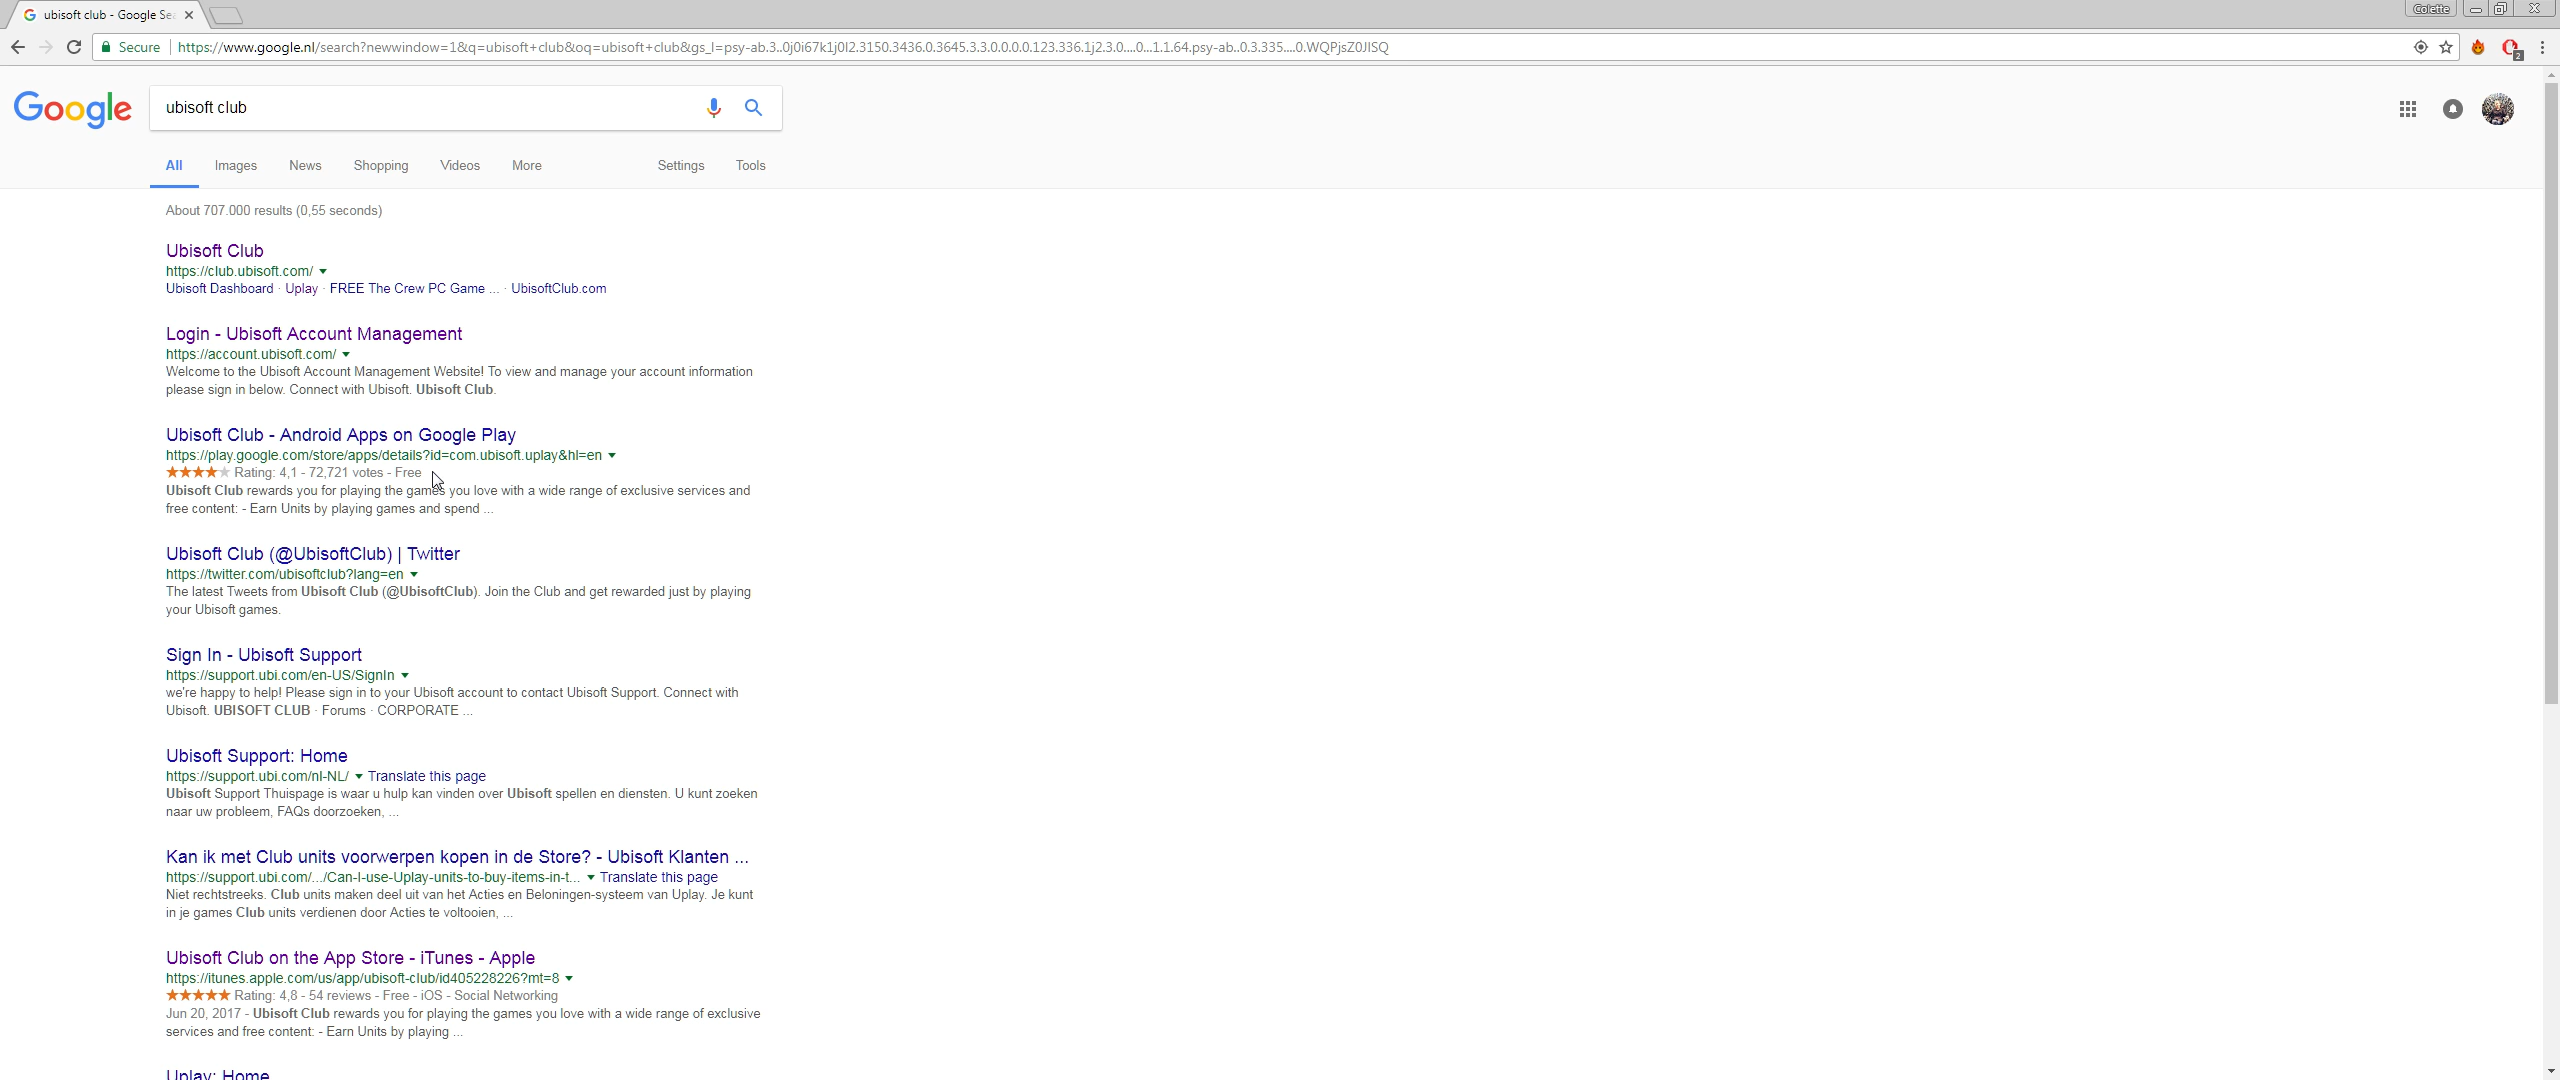 ubisoft club - Google Sea
Colette
Secure https://www.google.nl/search?newwindow=1&q=ubisoft+club&oq=ubisoft+club&gs_l=psy-ab.3..0j0i67k1j0l2.3150.3436.0.3645.3.3.0.0.0.0.123.336.1j2.3.0....0...1.1.64.psy-ab..0.3.335....0.WQPjsZ0JISQ
2
Google
ubisoft club
All Images News Shopping Videos More Settings Tools
About 707.000 results (0,55 seconds)
Ubisoft Club
https://club.ubisoft.com/
Ubisoft Dashboard · Uplay · FREE The Crew PC Game ... · UbisoftClub.com
Login - Ubisoft Account Management
https://account.ubisoft.com/
Welcome to the Ubisoft Account Management Website! To view and manage your account information
please sign in below. Connect with Ubisoft. Ubisoft Club.
Ubisoft Club - Android Apps on Google Play
https://play.google.com/store/apps/details?id=com.ubisoft.uplay&hl=en
Rating: 4,1 - 72,721 votes - Free
Ubisoft Club rewards you for playing the games you love with a wide range of exclusive services and
free content: - Earn Units by playing games and spend ...
Ubisoft Club (@UbisoftClub) | Twitter
https://twitter.com/ubisoftclub?lang=en
The latest Tweets from Ubisoft Club (@UbisoftClub). Join the Club and get rewarded just by playing
your Ubisoft games.
Sign In - Ubisoft Support
https://support.ubi.com/en-US/SignIn
we're happy to help! Please sign in to your Ubisoft account to contact Ubisoft Support. Connect with
Ubisoft. UBISOFT CLUB · Forums · CORPORATE ...
Ubisoft Support: Home
https://support.ubi.com/nl-NL/ Translate this page
Ubisoft Support Thuispage is waar u hulp kan vinden over Ubisoft spellen en diensten. U kunt zoeken
naar uw probleem, FAQs doorzoeken, ...
Kan ik met Club units voorwerpen kopen in de Store? - Ubisoft Klanten ...
https://support.ubi.com/.../Can-I-use-Uplay-units-to-buy-items-in-t... Translate this page
Niet rechtstreeks. Club units maken deel uit van het Acties en Beloningen-systeem van Uplay. Je kunt
in je games Club units verdienen door Acties te voltooien, ...
Ubisoft Club on the App Store - iTunes - Apple
https://itunes.apple.com/us/app/ubisoft-club/id405228226?mt=8
Rating: 4,8 - 54 reviews - Free - iOS - Social Networking
Jun 20, 2017 - Ubisoft Club rewards you for playing the games you love with a wide range of exclusive
services and free content: - Earn Units by playing ...
Uplay: Home